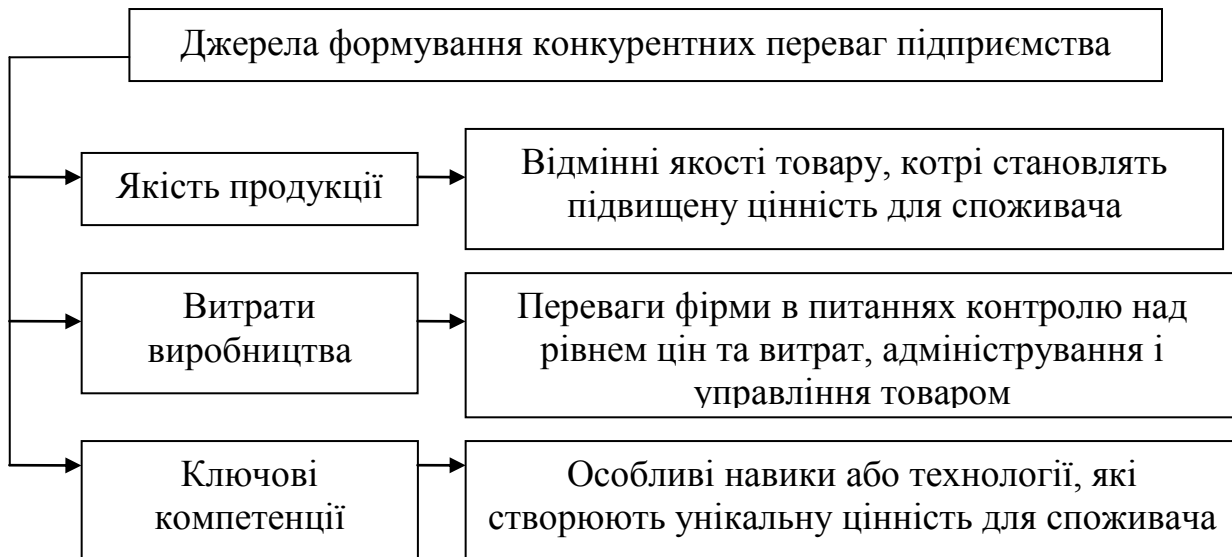 Джерела формування конкурентних переваг підприємства
Якість продукції
Відмінні якості товару, котрі становлять
підвищену цінність для споживача
Витрати
виробництва
Переваги фірми в питаннях контролю над
рівнем цін та витрат, адміністрування і
управління товаром
Ключові
компетенції
Особливі навики або технології, які
створюють унікальну цінність для споживача